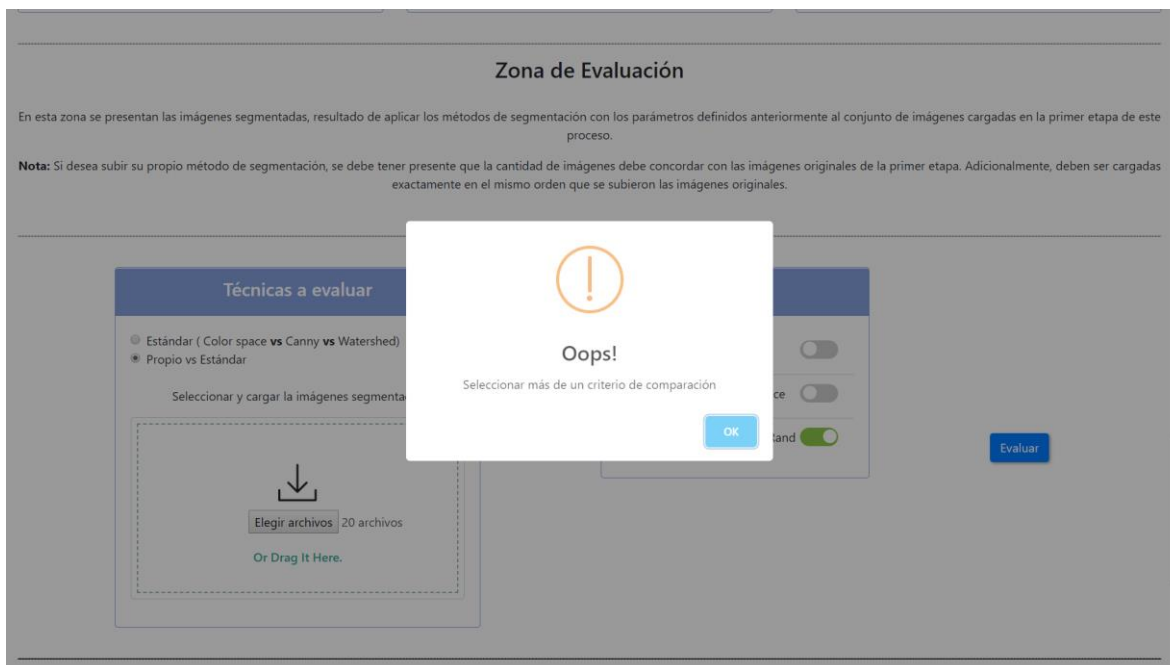 Zona de Evaluación
En esta zona se presentan las imágenes segmentadas, resultado de aplicar los métodos de segmentación con los parámetros definidos anteriormente al conjunto de imágenes cargadas en la primer etapa de este
proceso.
Nota: Si desea subir su propio método de segmentación, se debe tener presente que la cantidad de imágenes debe concordar con las imágenes originales de la primer etapa. Adicionalmente, deben ser cargadas
exactamente en el mismo orden que se subieron las imágenes originales.
Técnicas a evaluar
Estándar ( Color space vs Canny vs Watershed)
Propio vs Estándar
Seleccionar y cargar la imágenes segmenta
Elegir archivos 20 archivos
Or Drag It Here.
Oops!
Seleccionar más de un criterio de comparación
OK
ce
Evaluar